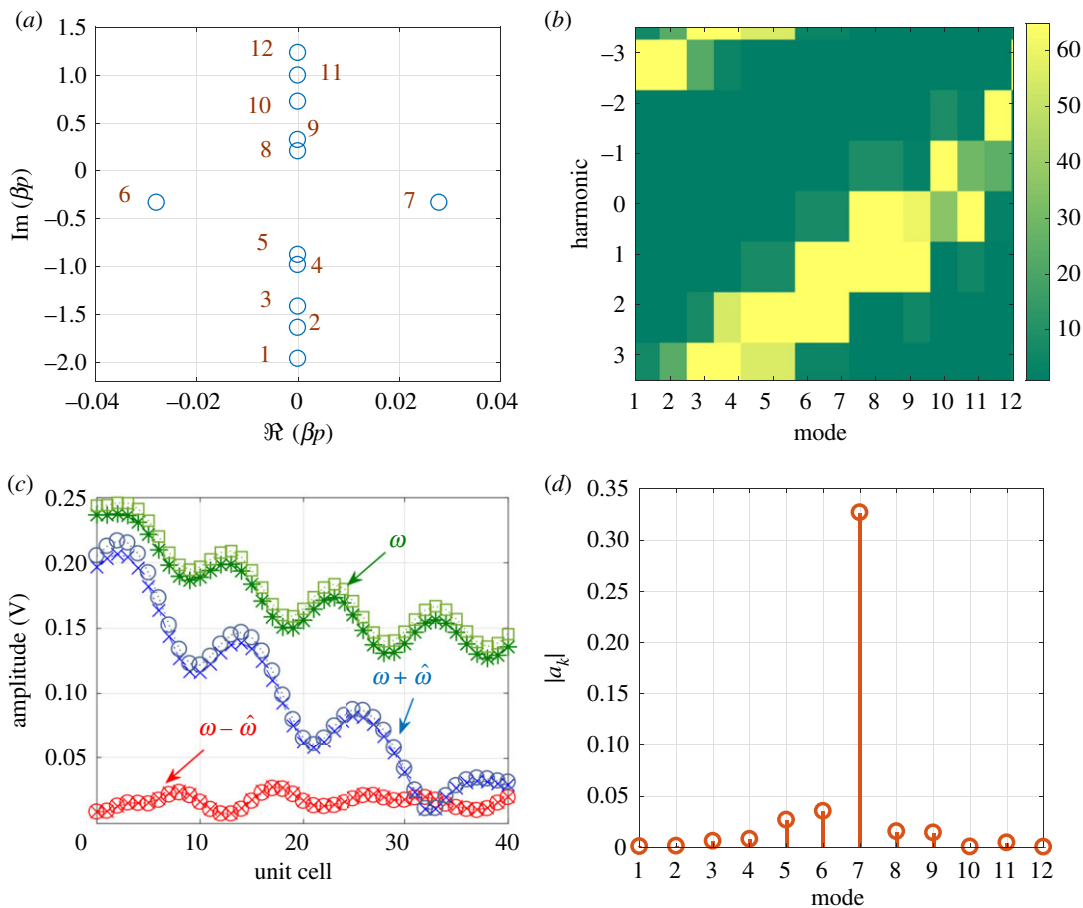 (a)
1.5
1.0
0.5
0
−0.5
−1.0
−1.5
−2.0
Im (βp)
12
11
10
9
8
6
7
5
4
3
2
1
−0.04
−0.02
0
0.02
0.04
ℜ (βp)
(b)
−3
−2
−1
0
1
2
3
harmonic
1 2 3 4 5 6 7 8 9 10 11 12
mode
60
50
40
30
20
10
(c)
0.25
0.20
0.15
0.10
0.05
amplitude (V)
ω
ω + ω̂
ω − ω̂
0 10 20 30 40
unit cell
(d)
0.35
0.30
0.25
0.20
0.15
0.10
0.05
0
|a_k|
1 2 3 4 5 6 7 8 9 10 11 12
mode